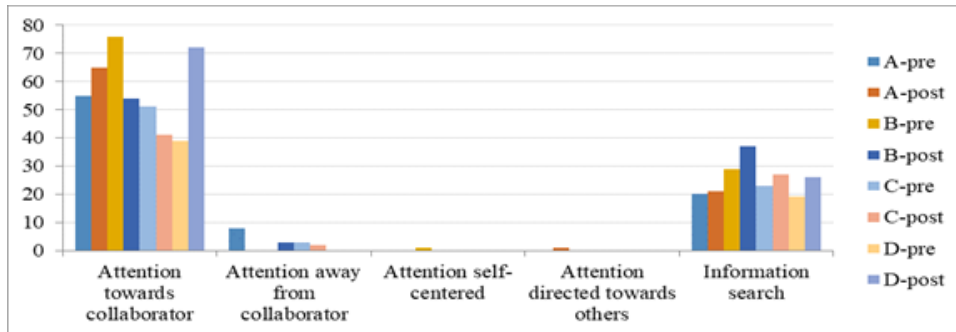 80
70
60
50
40
30
20
10
0
Attention
towards
collaborator
Attention away
from
collaborator
Attention self-
centered
Attention
directed towards
others
Information
search
A-pre
A-post
B-pre
B-post
C-pre
C-post
D-pre
D-post